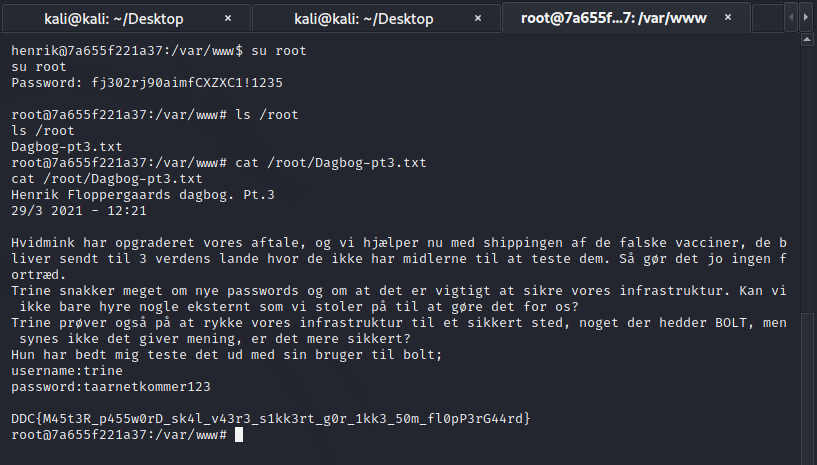 kali@kali: ~/Desktop × kali@kali: ~/Desktop × root@7a655f...7: /var/www ×
henrik@7a655f221a37:/var/www$ su root
su root
Password: fj302rj90aimfCXZXC1!1235
root@7a655f221a37:/var/www# ls /root
ls /root
Dagbog-pt3.txt
root@7a655f221a37:/var/www# cat /root/Dagbog-pt3.txt
cat /root/Dagbog-pt3.txt
Henrik Floppergaards dagbog. Pt.3
29/3 2021 - 12:21
Hvidmink har opgraderet vores aftale, og vi hjælper nu med shippingen af de falske vacciner, de b
liver sendt til 3 verdens lande hvor de ikke har midlerne til at teste dem. Så gør det jo ingen f
ortræd.
Trine snakker meget om nye passwords og om at det er vigtigt at sikre vores infrastruktur. Kan vi
 ikke bare hyre nogle eksternt som vi stoler på til at gøre det for os?
Trine prøver også på at rykke vores infrastruktur til et sikkert sted, noget der hedder BOLT, men
 synes ikke det giver mening, er det mere sikkert?
Hun har bedt mig teste det ud med sin bruger til bolt;
username:trine
password:taarnetkommer123
DDC{M45t3R_p455w0rD_sk4l_v43r3_s1kk3rt_g0r_1kk3_50m_fl0pP3rG44rd}
root@7a655f221a37:/var/www#